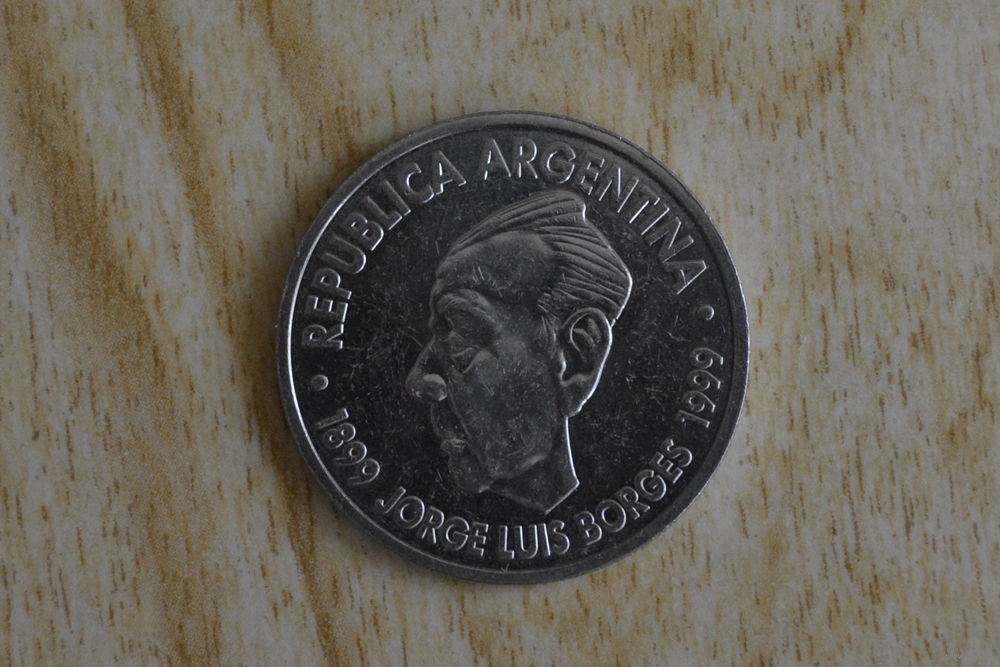 REPUBLICA ARGENTINA
1899 JORGE LUIS BORGES 1999